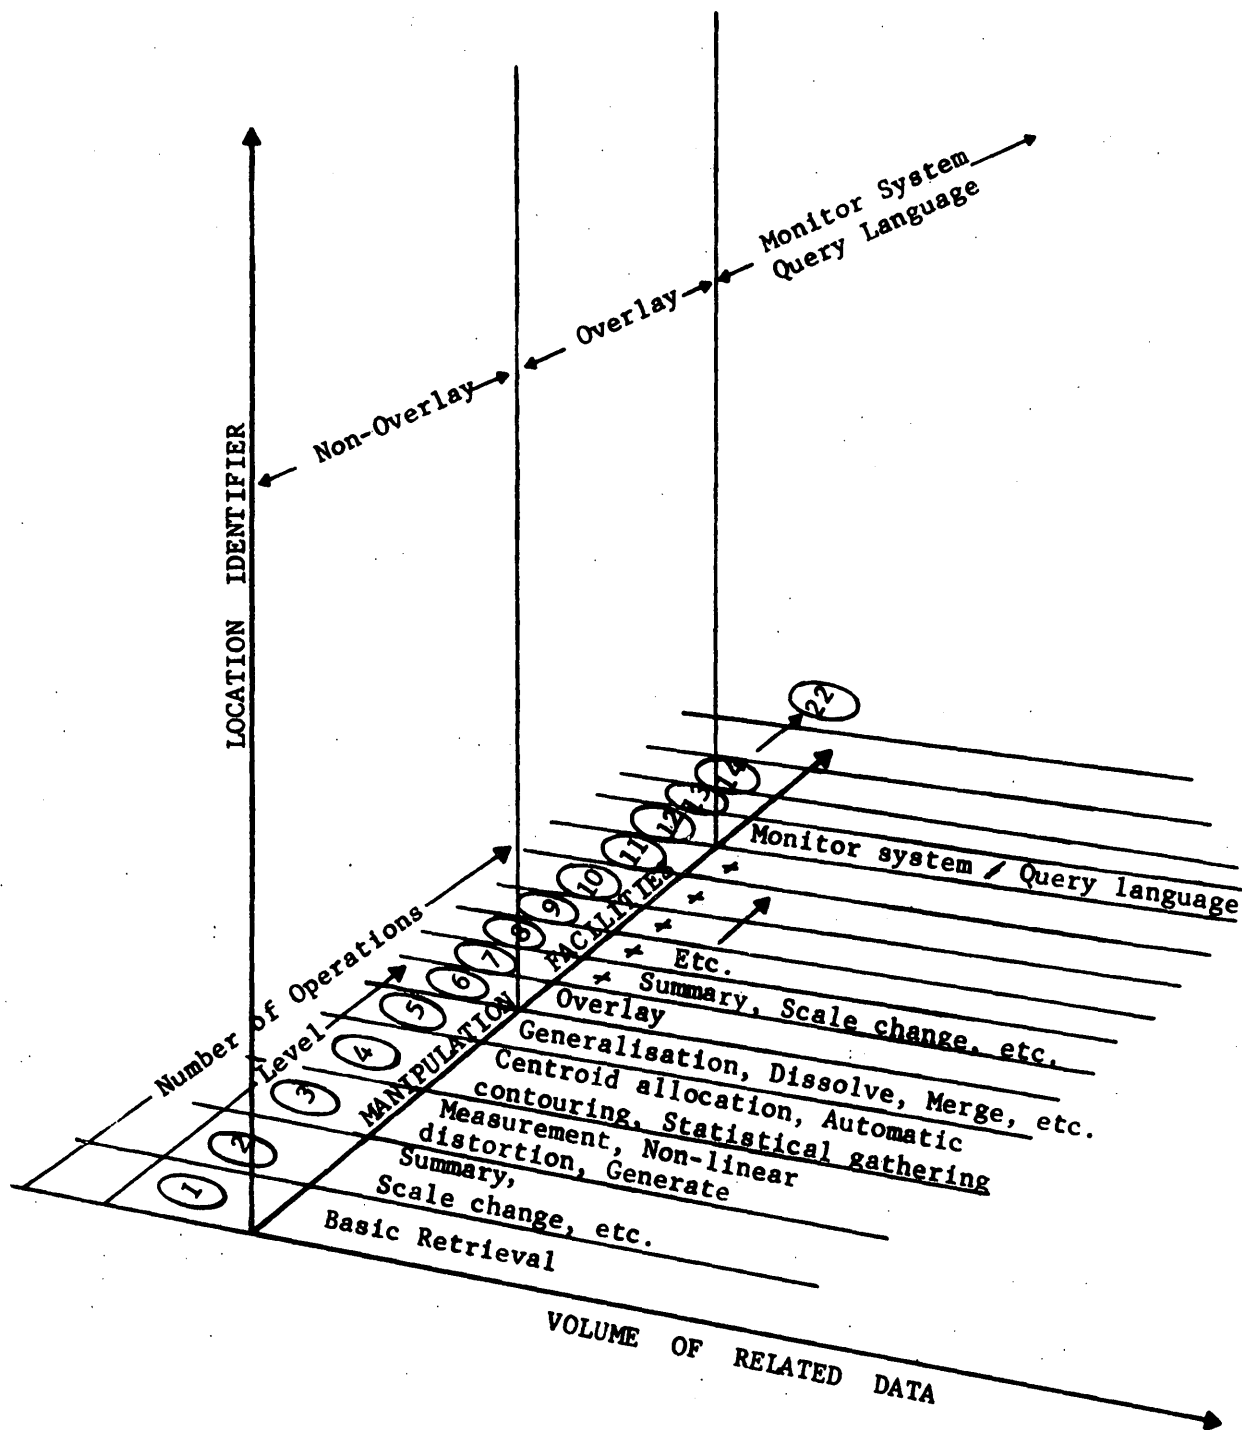 Monitor System
Query Language
Overlay
Non-Overlay
LOCATION IDENTIFIER
Number of Operations
Level
MANIPULATION FACILITIES
22
14
13
12
11
10
9
8
7
6
5
4
3
2
1
Monitor system / Query language
Etc.
Summary, Scale change, etc.
Overlay
Generalisation, Dissolve, Merge, etc.
Centroid allocation, Automatic
contouring, Statistical gathering
Measurement, Non-linear
distortion, Generate
Summary,
Scale change, etc.
Basic Retrieval
VOLUME OF RELATED DATA